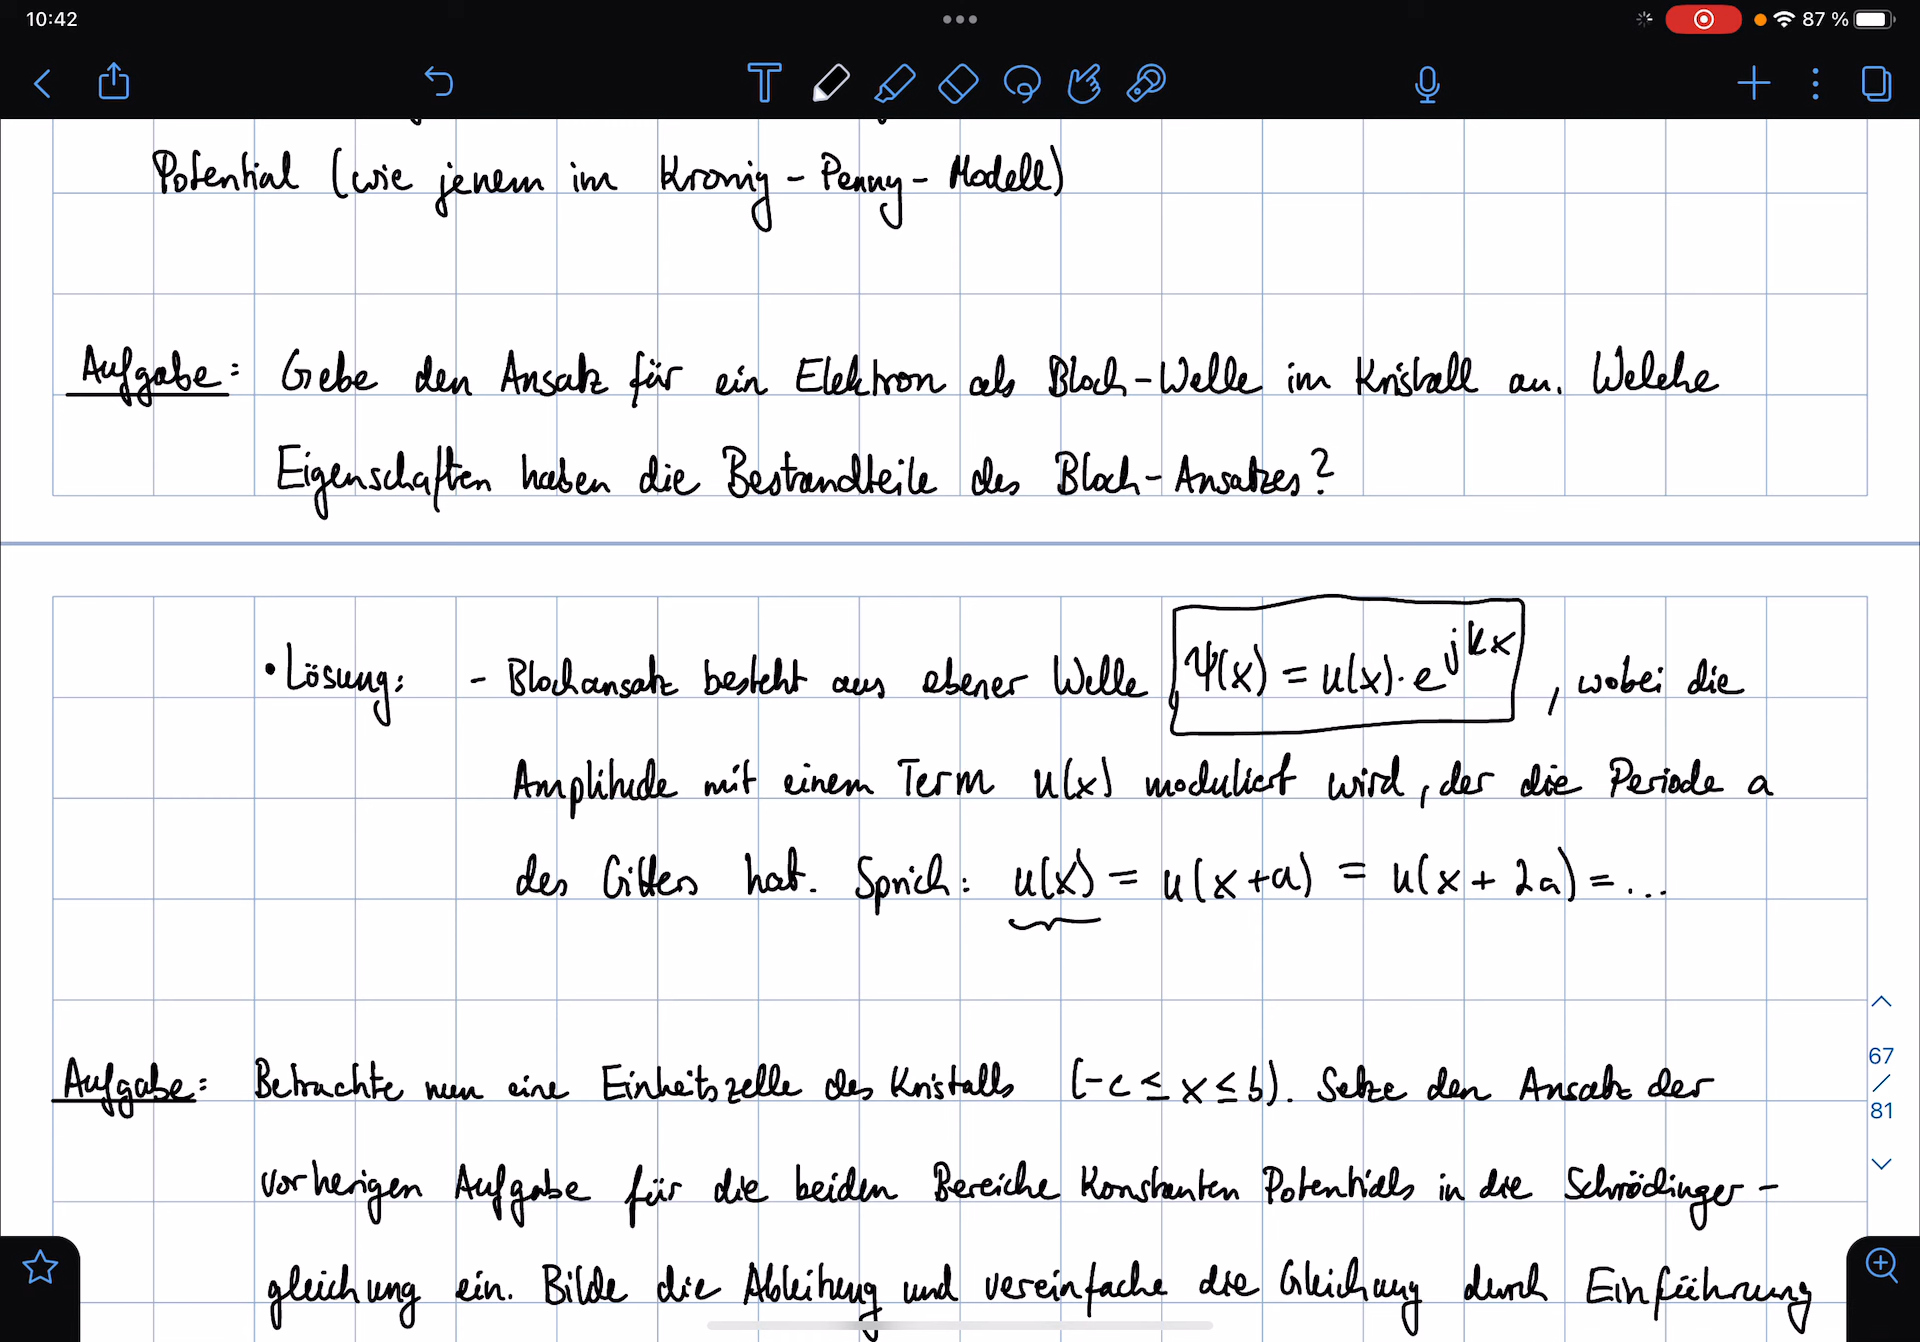 10:42
87 %
Potential (wie jenem im Kronig-Penny-Modell)
Aufgabe: Gebe den Ansatz für ein Elektron als Bloch-Welle im Kristall an. Welche
Eigenschaften haben die Bestandteile des Bloch-Ansatzes?
• Lösung: - Blochansatz besteht aus ebener Welle ψ(x) = u(x)·e^{jkx}, wobei die
Amplitude mit einem Term u(x) moduliert wird, der die Periode a
des Gitters hat. Sprich: u(x) = u(x+a) = u(x+2a) = ...
Aufgabe: Betrachte nun eine Einheitszelle des Kristalls (-c ≤ x ≤ b). Setze den Ansatz der
vorherigen Aufgabe für die beiden Bereiche konstanten Potentials in die Schrödinger-
gleichung ein. Bilde die Ableitung und vereinfache die Gleichung durch Einführung
67
/
81